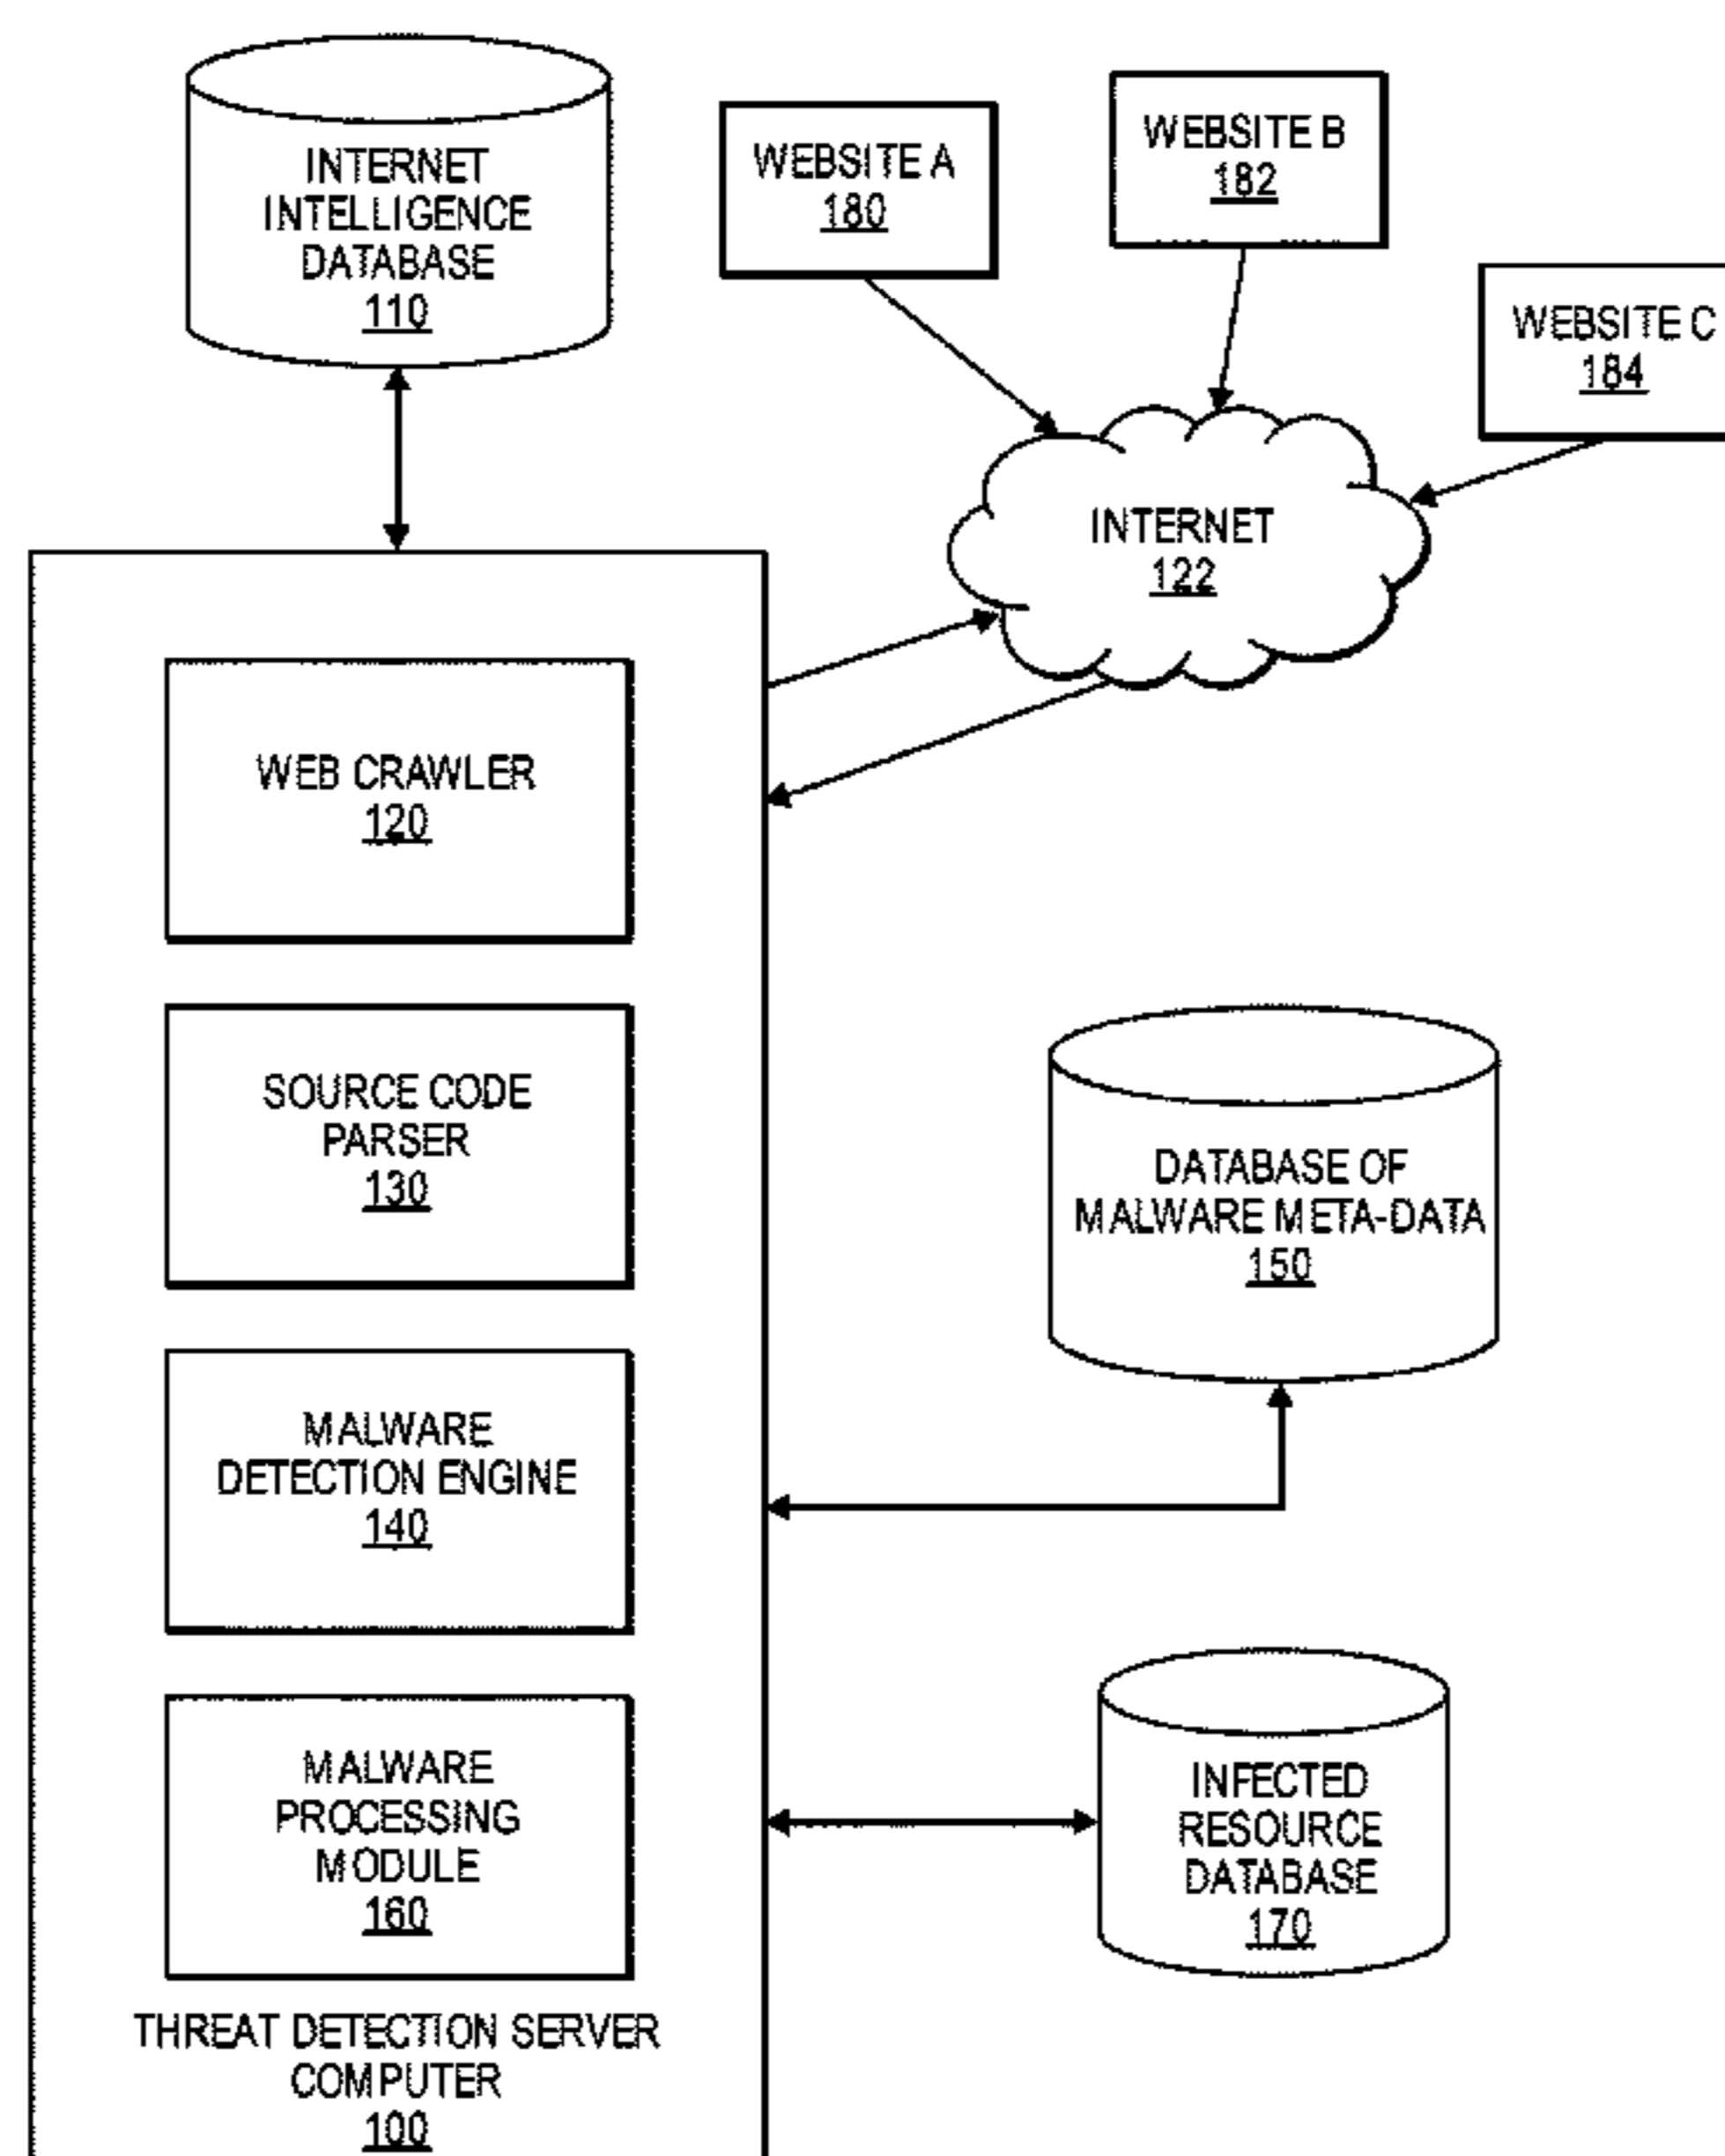 INTERNET
INTELLIGENCE
DATABASE
110
WEBSITE A
180
WEBSITE B
182
WEBSITE C
184
INTERNET
122
WEB CRAWLER
120
SOURCE CODE
PARSER
130
DATABASE OF
MALWARE META-DATA
150
MALWARE
DETECTION ENGINE
140
MALWARE
PROCESSING
MODULE
160
INFECTED
RESOURCE
DATABASE
170
THREAT DETECTION SERVER
COMPUTER
100